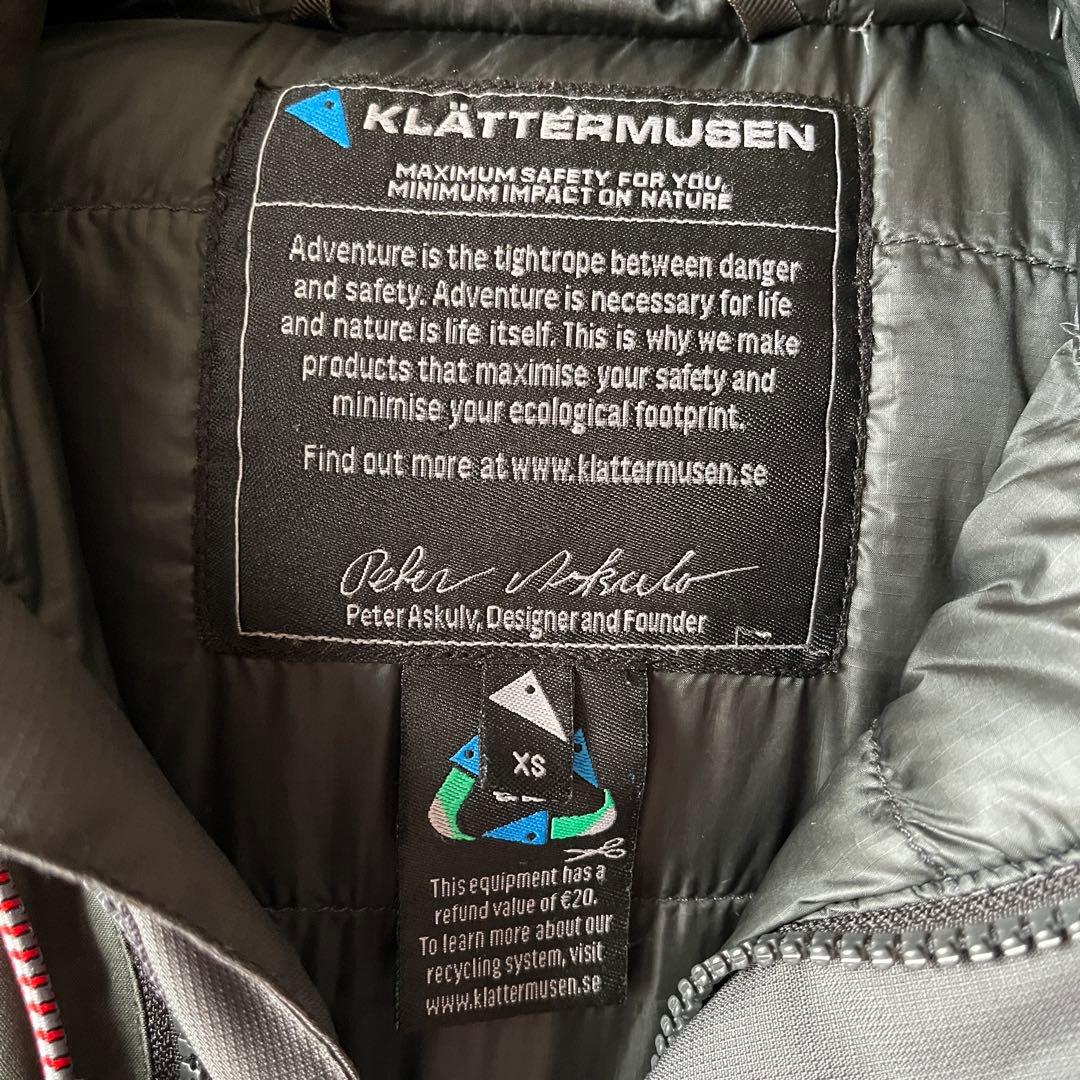 KLÄTTERMUSEN
MAXIMUM SAFETY FOR YOU,
MINIMUM IMPACT ON NATURE
Adventure is the tightrope between danger
and safety. Adventure is necessary for life
and nature is life itself. This is why we make
products that maximise your safety and
minimise your ecological footprint.
Find out more at www.klattermusen.se
Peter Askulv
Peter Askulv, Designer and Founder
XS
This equipment has a
refund value of €20.
To learn more about our
recycling system, visit
www.klattermusen.se